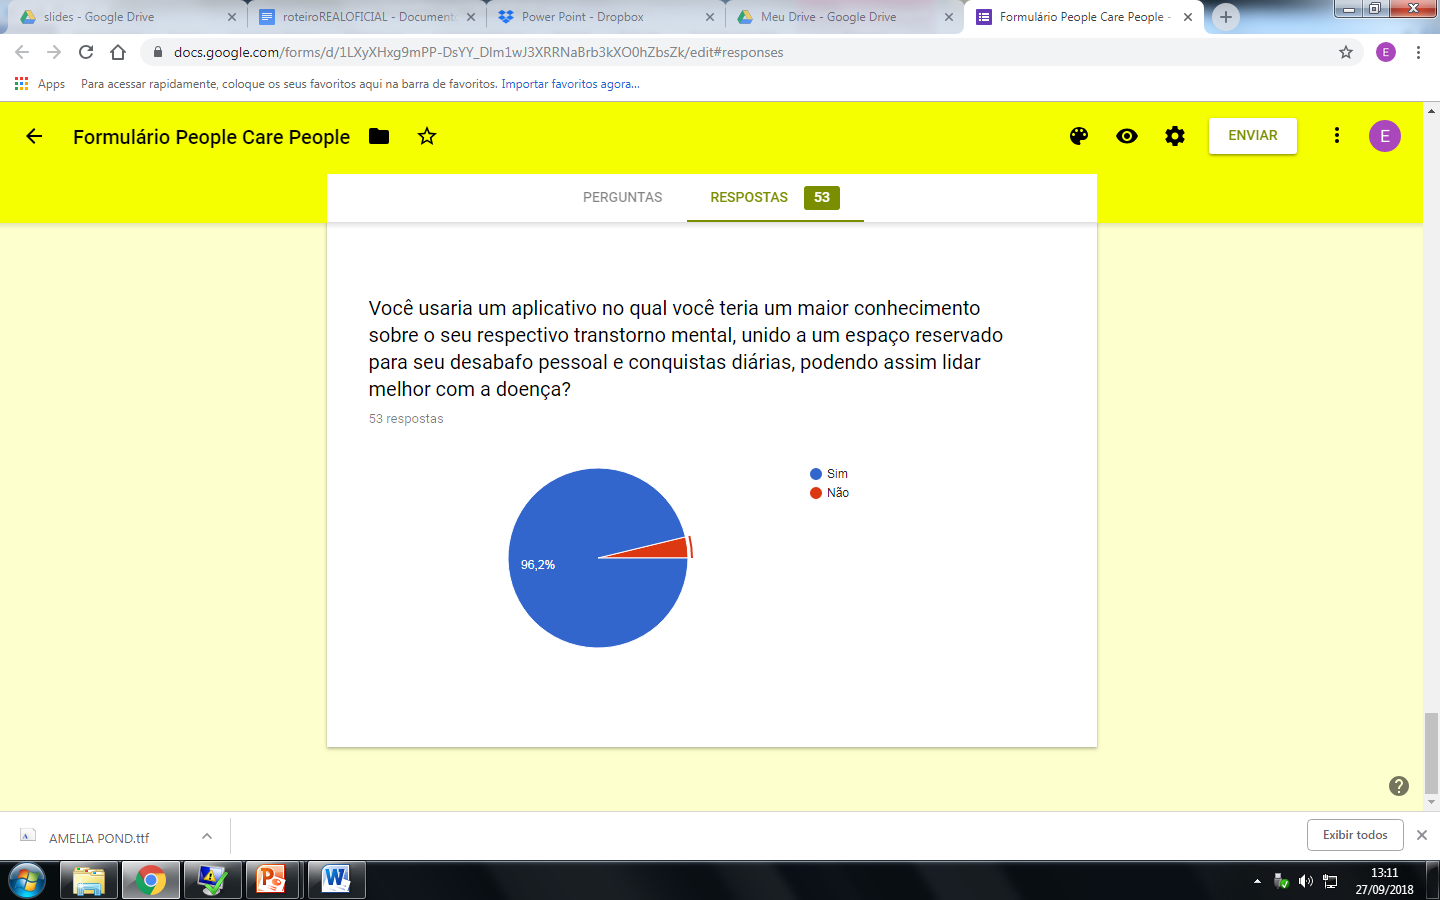 slides - Google Drive
roteiroREALOFICIAL - Document
Power Point - Dropbox
Meu Drive - Google Drive
Formulário People Care People -
docs.google.com/forms/d/1LXyXHxg9mPP-DsYY_Dlm1wJ3XRRNaBrb3kXO0hZbsZk/edit#responses
E
Apps
Para acessar rapidamente, coloque os seus favoritos aqui na barra de favoritos. Importar favoritos agora...
Formulário People Care People
ENVIAR
E
PERGUNTAS
RESPOSTAS 53
Você usaria um aplicativo no qual você teria um maior conhecimento
sobre o seu respectivo transtorno mental, unido a um espaço reservado
para seu desabafo pessoal e conquistas diárias, podendo assim lidar
melhor com a doença?
53 respostas
Sim
Não
96,2%
AMELIA POND.ttf
Exibir todos
13:11
27/09/2018